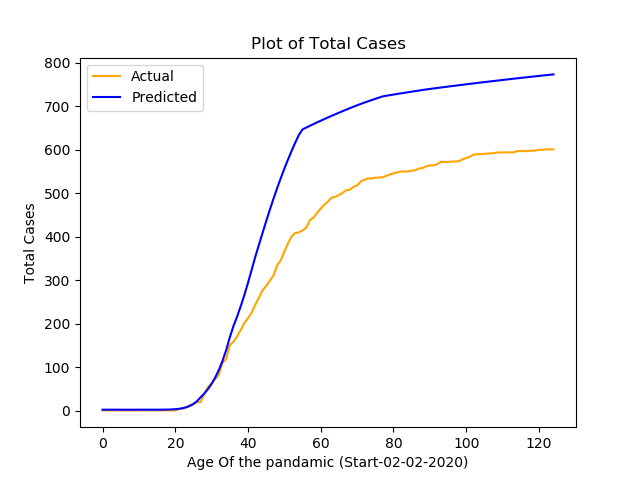 Plot of Total Cases
Actual
Predicted
800
700
600
500
400
300
200
100
0
Total Cases
0 20 40 60 80 100 120
Age Of the pandamic (Start-02-02-2020)